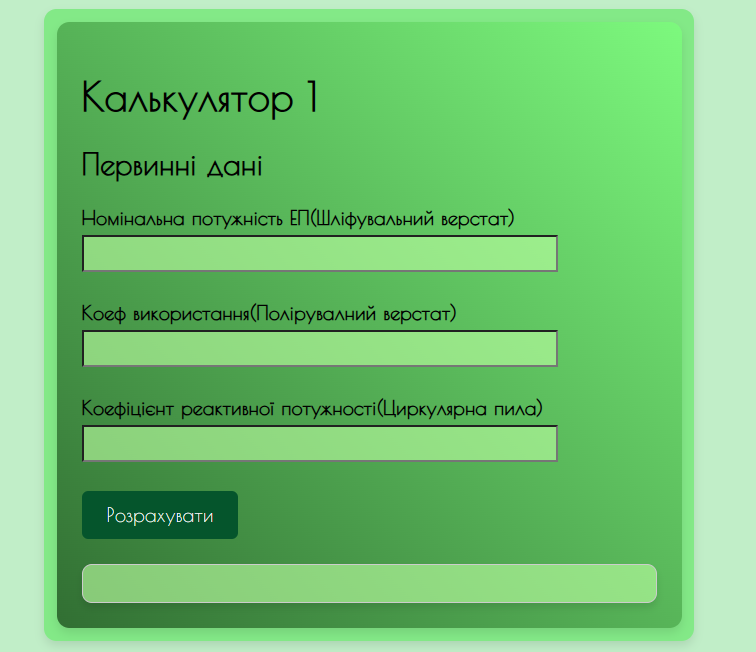 Калькулятор 1
Первинні дані
Номінальна потужність ЕП(Шліфувальний верстат)
Коеф використання(Полірувалний верстат)
Коефіцієнт реактивної потужності(Циркулярна пила)
Розрахувати